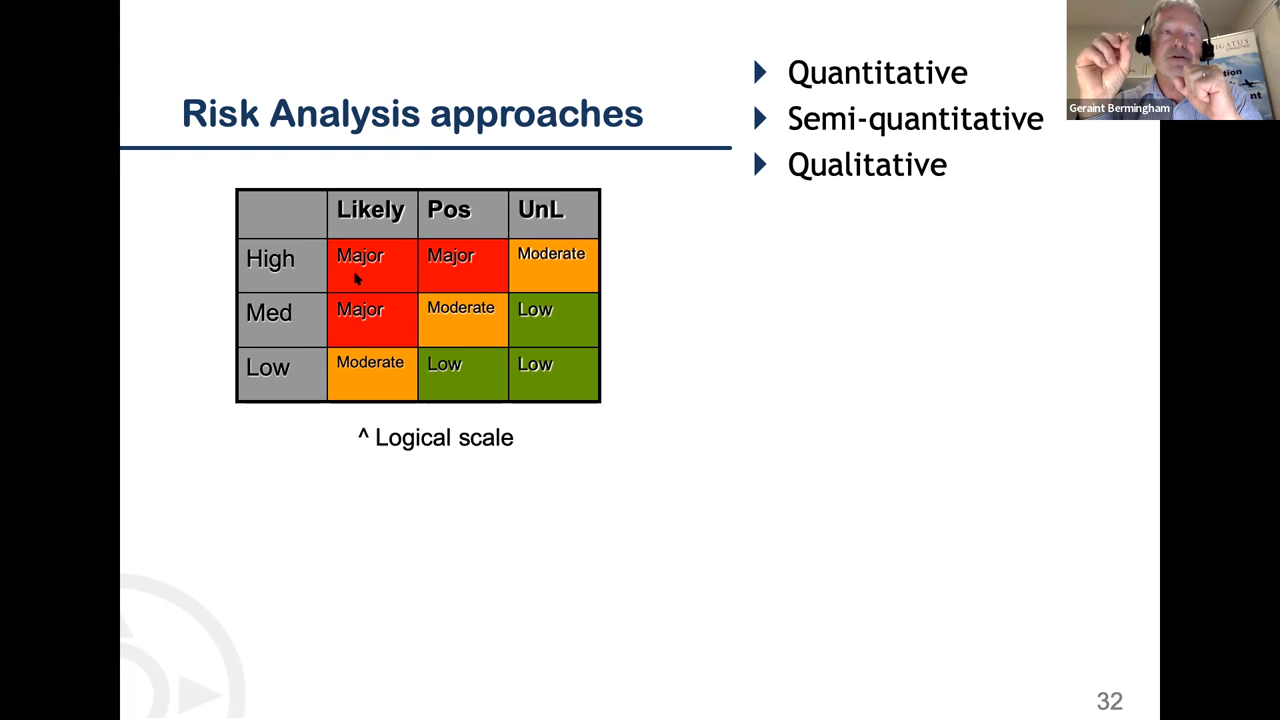 Risk Analysis approaches
Quantitative
Semi-quantitative
Qualitative
Likely Pos UnL
High Major Major Moderate
Med Major Moderate Low
Low Moderate Low Low
^ Logical scale
Geraint Bermingham
32